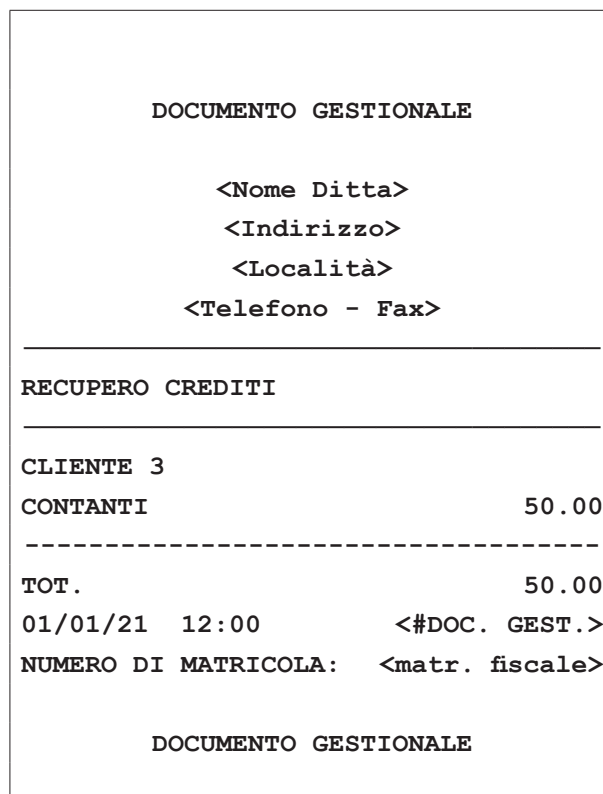 DOCUMENTO GESTIONALE
<Nome Ditta>
<Indirizzo>
<Località>
<Telefono - Fax>
RECUPERO CREDITI
CLIENTE 3
CONTANTI 50.00
------------------------------------
TOT. 50.00
01/01/21 12:00 <#DOC. GEST.>
NUMERO DI MATRICOLA: <matr. fiscale>
DOCUMENTO GESTIONALE